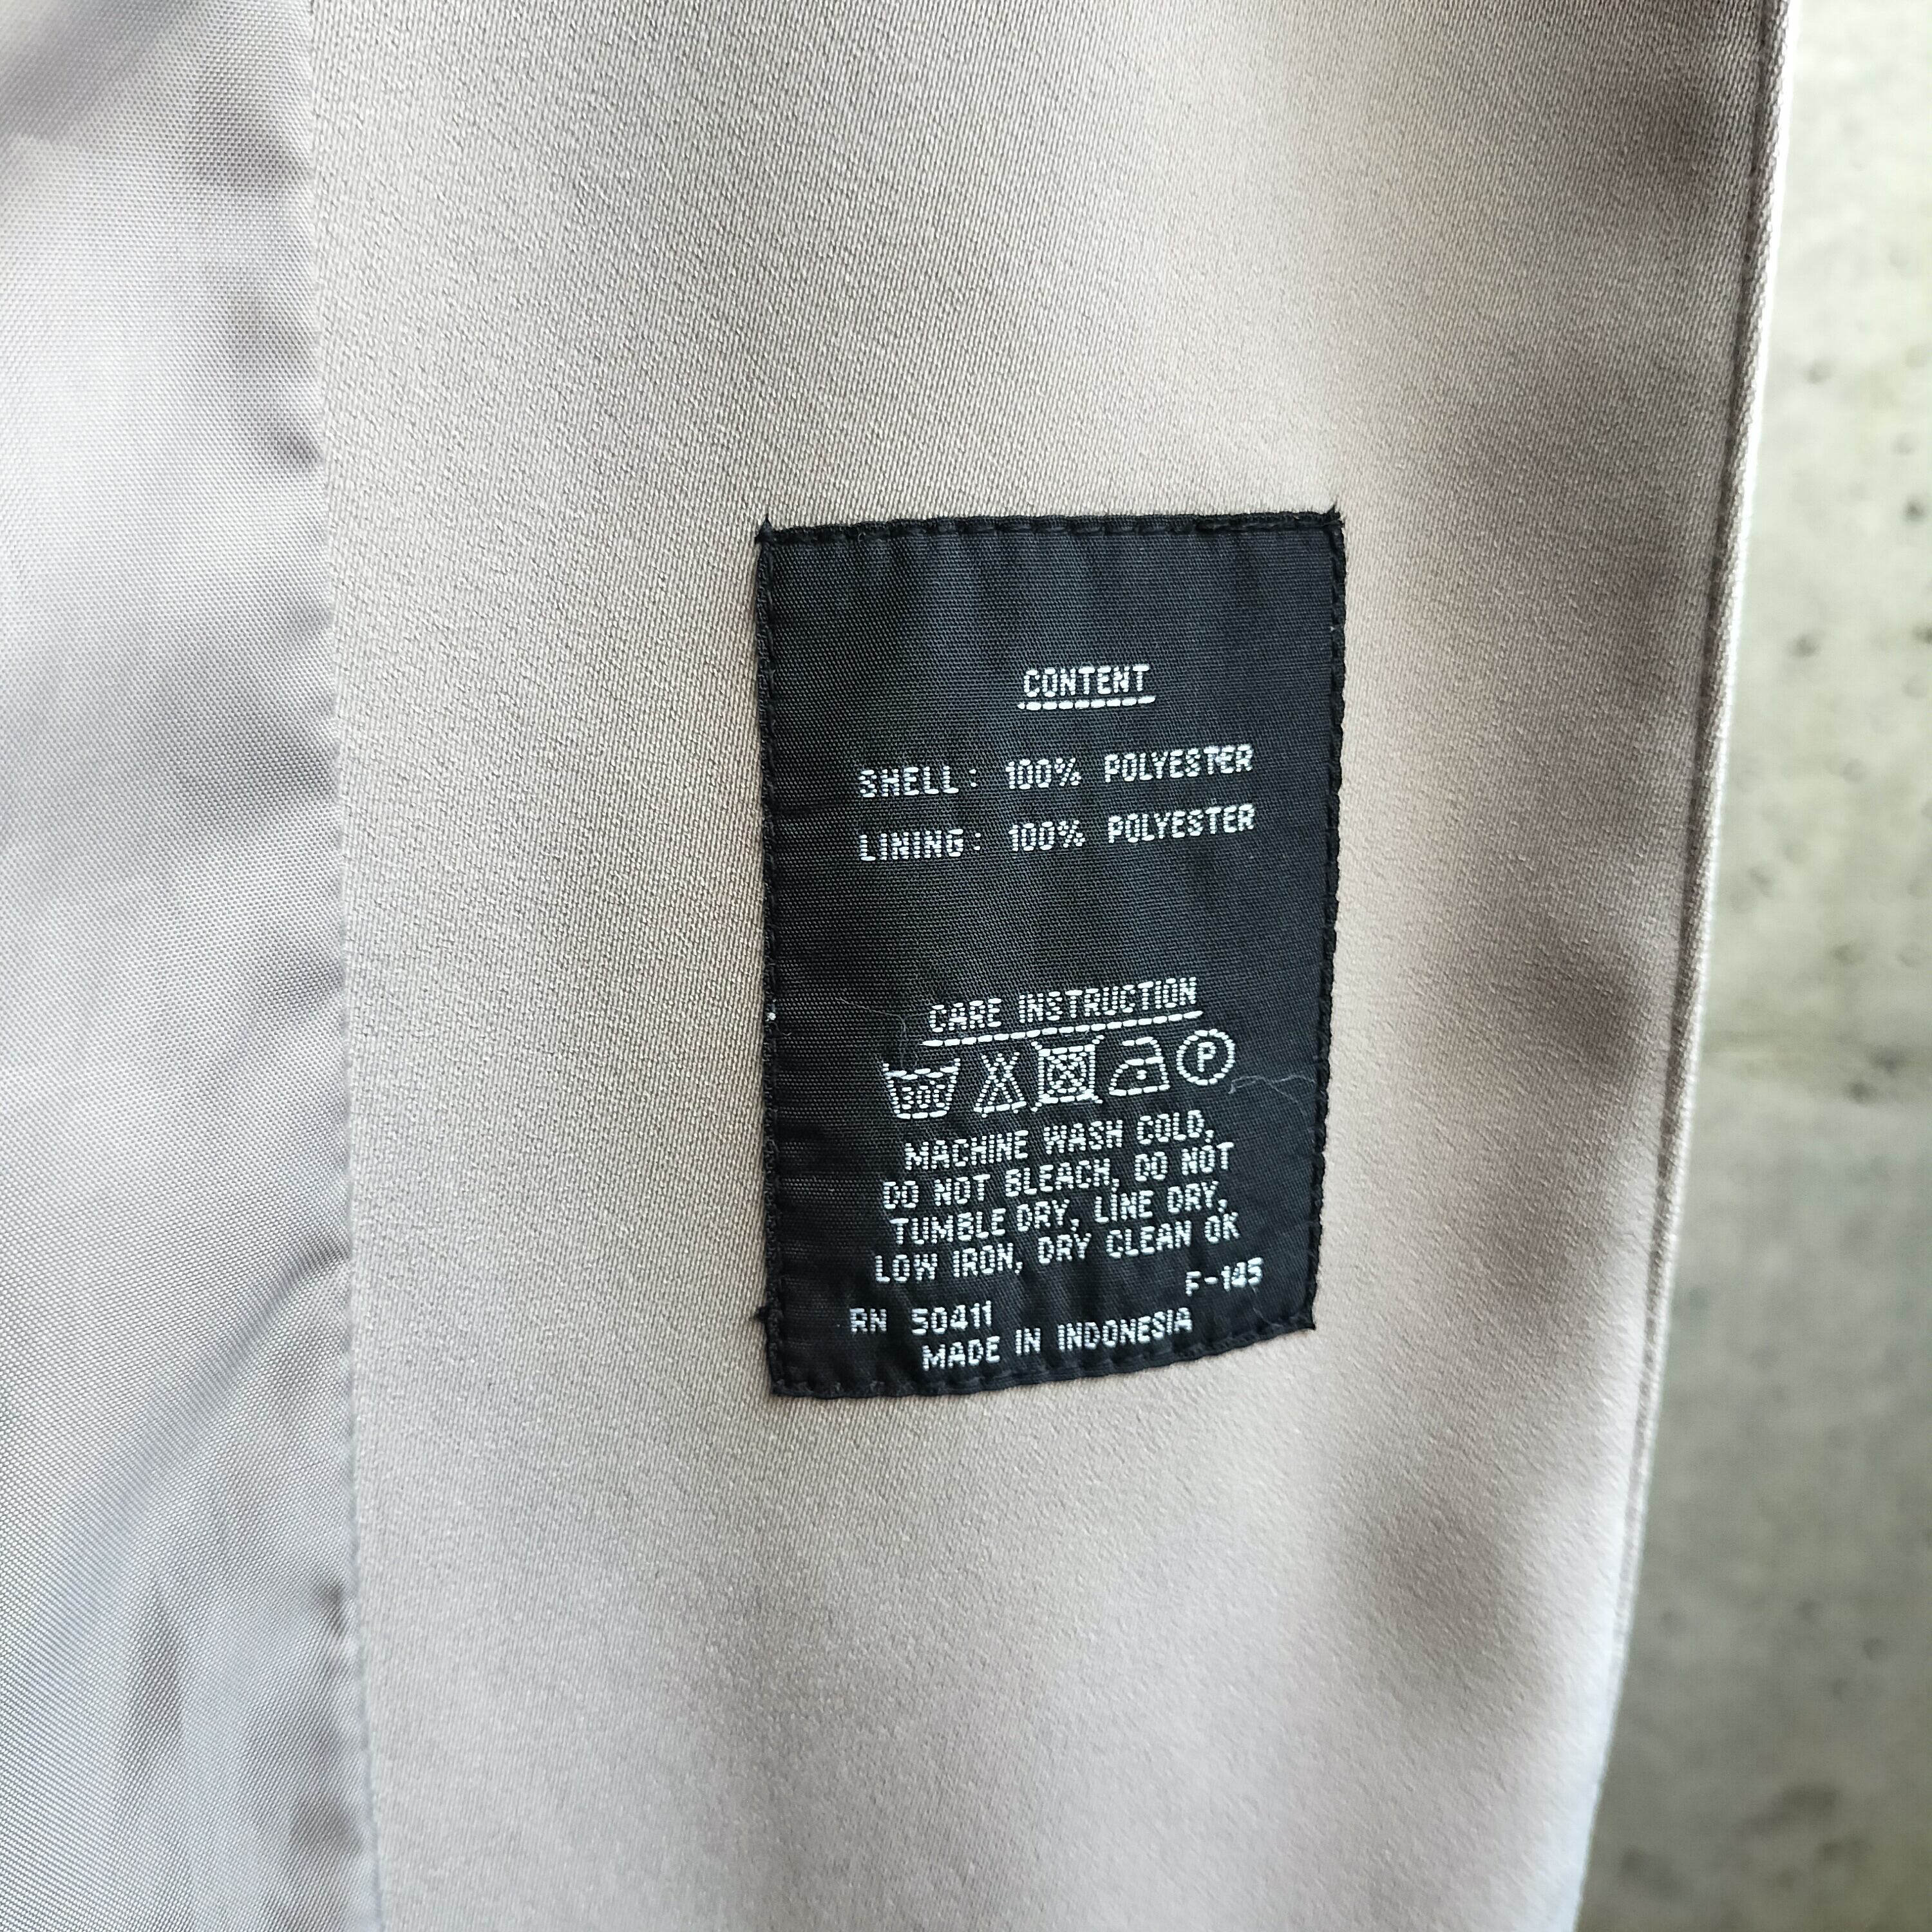 CONTENT
SHELL: 100% POLYESTER
LINING: 100% POLYESTER
CARE INSTRUCTION
30C P
MACHINE WASH COLD,
DO NOT BLEACH, DO NOT
TUMBLE DRY, LINE DRY,
LOW IRON, DRY CLEAN OK
F-145
RN 50411
MADE IN INDONESIA